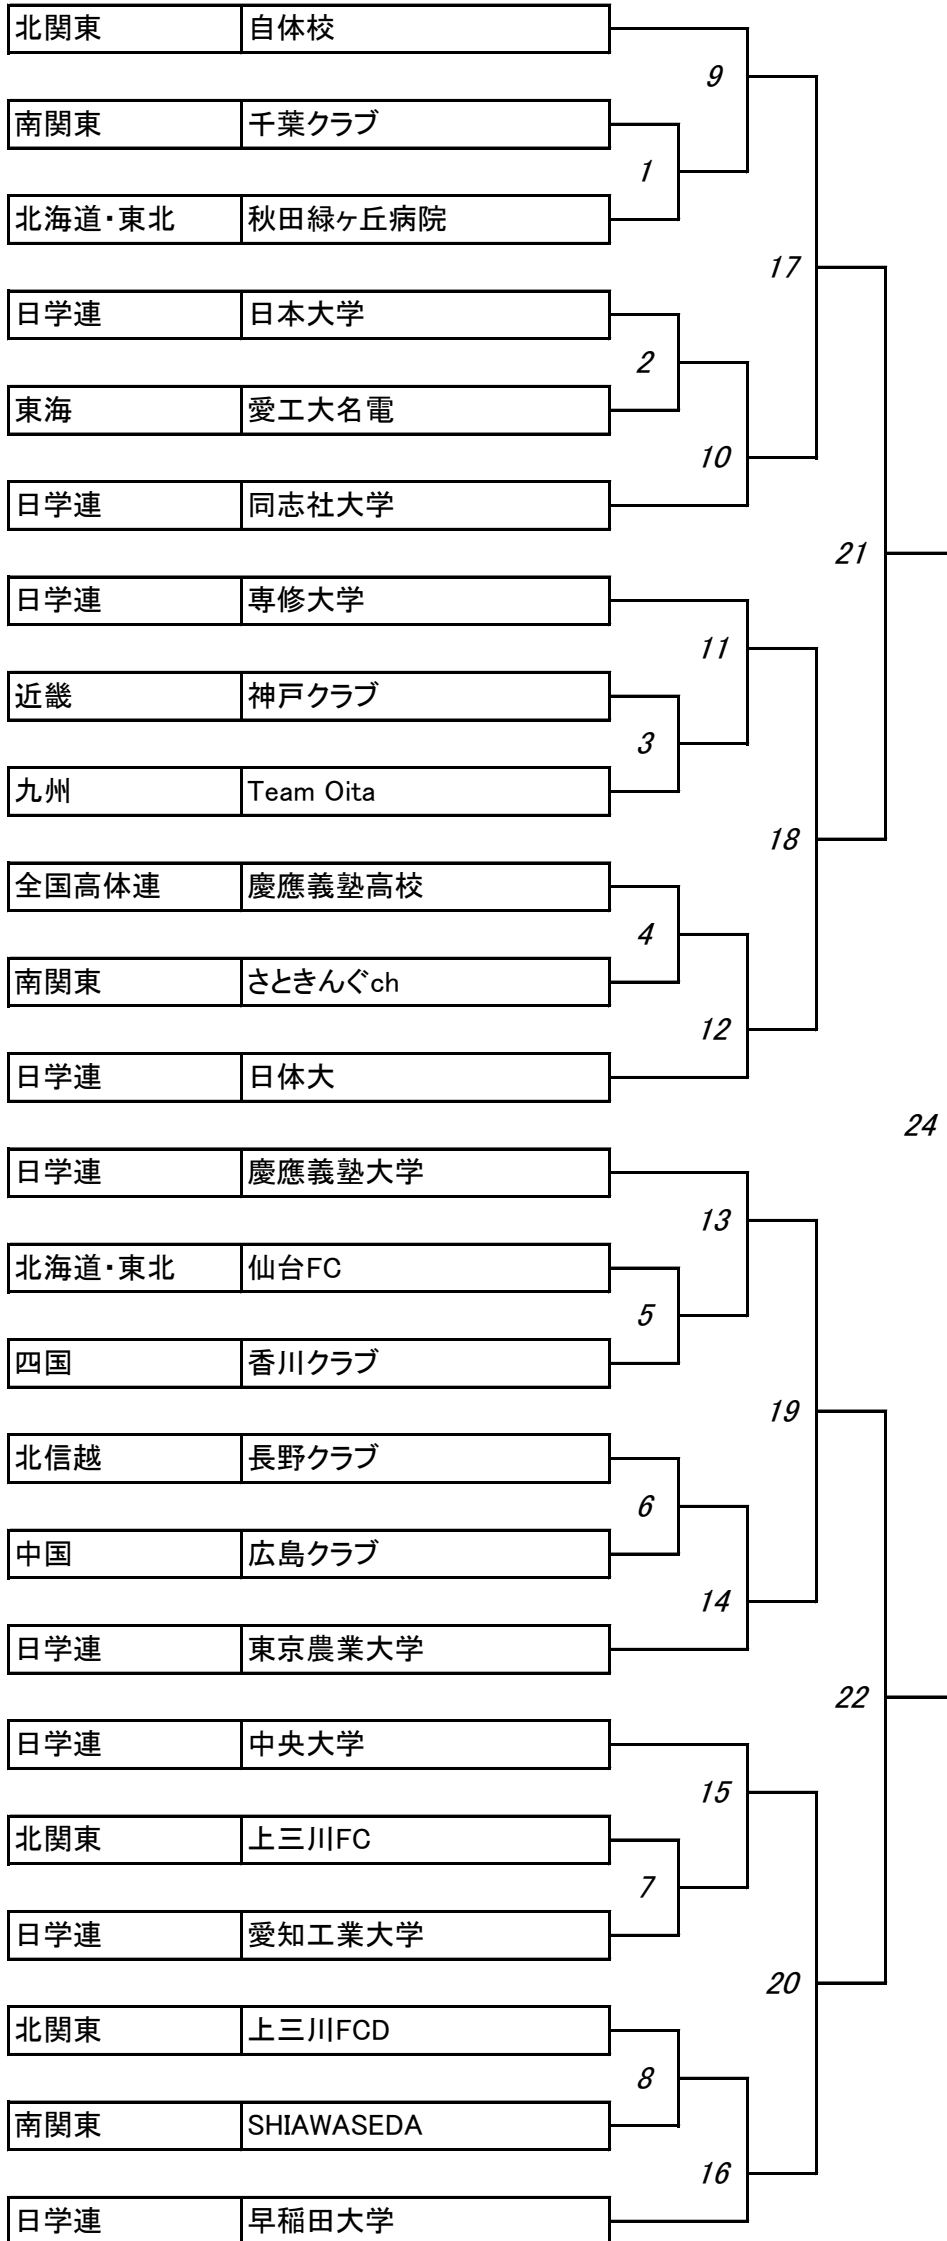 北関東 自体校
9
南関東 千葉クラブ
1
北海道・東北 秋田緑ヶ丘病院
17
日学連 日本大学
2
東海 愛工大名電
10
日学連 同志社大学
21
日学連 専修大学
11
近畿 神戸クラブ
3
九州 Team Oita
18
全国高体連 慶應義塾高校
4
南関東 さときんぐch
12
日学連 日体大
24
日学連 慶應義塾大学
13
北海道・東北 仙台FC
5
四国 香川クラブ
19
北信越 長野クラブ
6
中国 広島クラブ
14
日学連 東京農業大学
22
日学連 中央大学
15
北関東 上三川FC
7
日学連 愛知工業大学
20
北関東 上三川FCD
8
南関東 SHIAWASEDA
16
日学連 早稲田大学